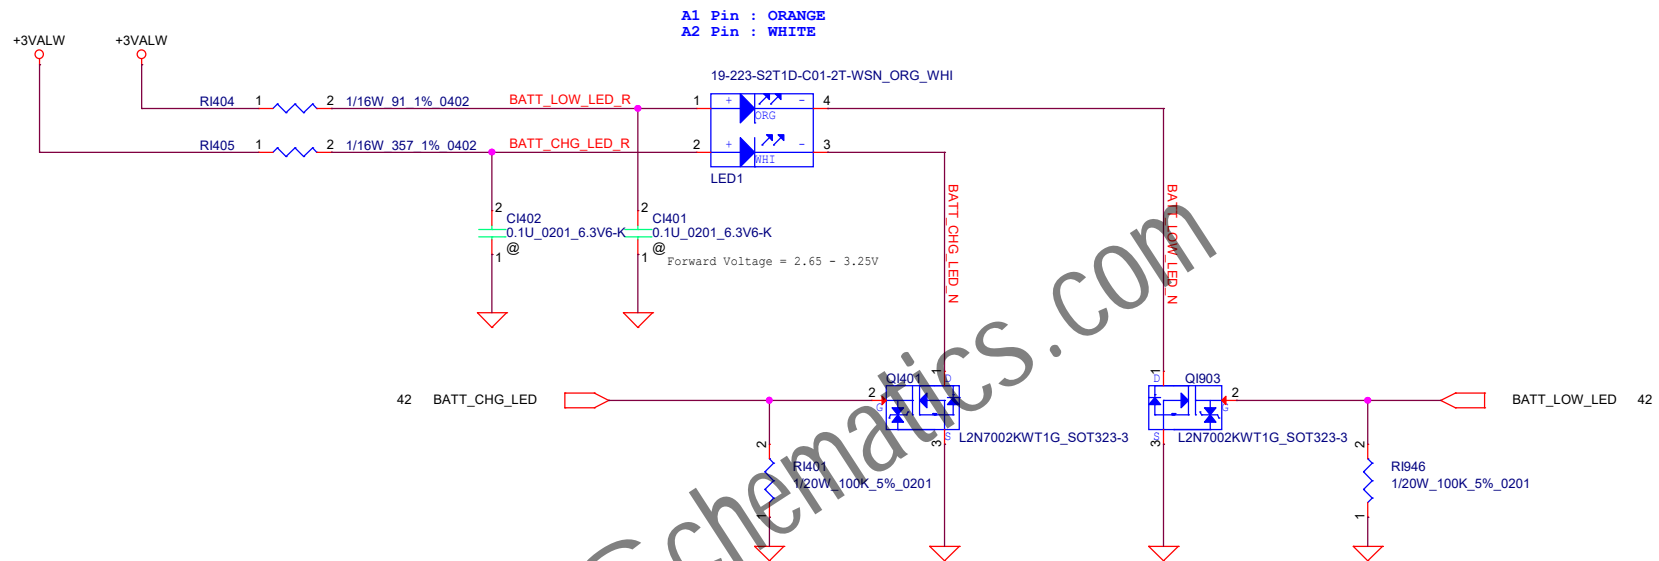 A1 Pin : ORANGE
A2 Pin : WHITE
+3VALW
+3VALW
19-223-S2T1D-C01-2T-WSN_ORG_WHI
RI404 1 2 1/16W_91_1%_0402 BATT_LOW_LED_R 1 + - 4
ORG
RI405 1 2 1/16W_357_1%_0402 BATT_CHG_LED_R 2 + - 3
WHI
LED1
BATT_CHG_LED_N
BATT_LOW_LED_N
2 2
CI402 CI401
0.1U_0201_6.3V6-K 0.1U_0201_6.3V6-K
@ @
1 1
Forward Voltage = 2.65 - 3.25V
1 1
QI401 D D QI903
42 BATT_CHG_LED 2 2 BATT_LOW_LED 42
G G
S S
3 3
L2N7002KWT1G_SOT323-3 L2N7002KWT1G_SOT323-3
2 2
RI401 RI946
1/20W_100K_5%_0201 1/20W_100K_5%_0201
1 1
@schematics.com